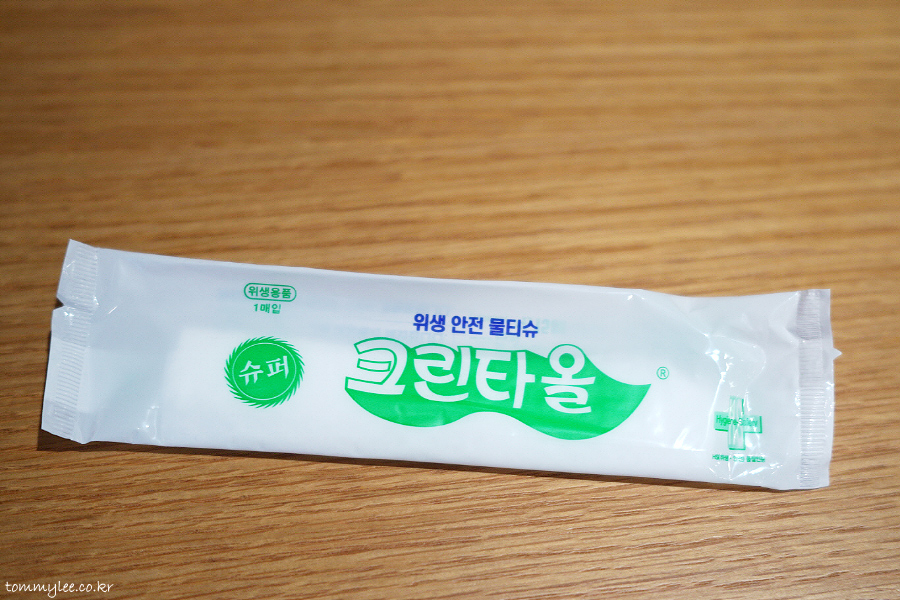 위생용품
1매입
슈퍼
위생 안전 물티슈
크린타올
®
tommylee.co.kr